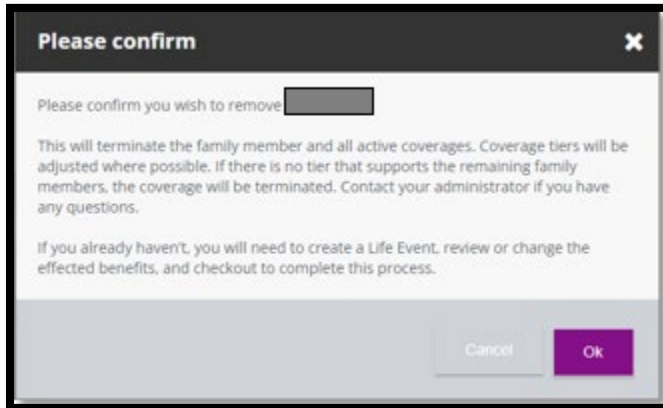 Please confirm
Please confirm you wish to remove
This will terminate the family member and all active coverages. Coverage tiers will be
adjusted where possible. If there is no tier that supports the remaining family
members, the coverage will be terminated. Contact your administrator if you have
any questions.
If you already haven't, you will need to create a Life Event, review or change the
effected benefits, and checkout to complete this process.
Cancel Ok